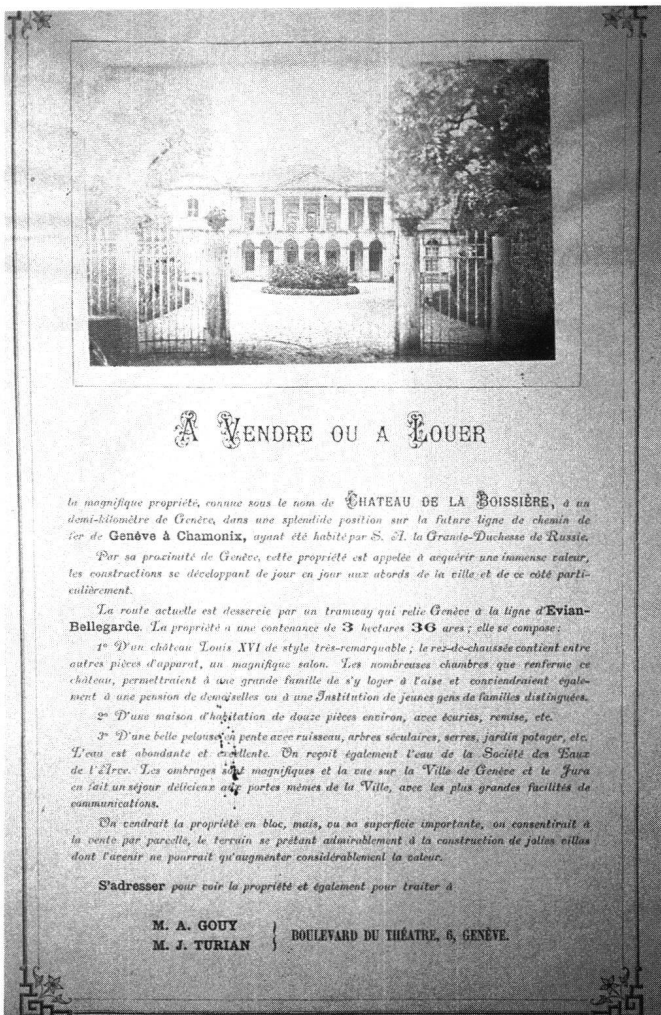 A VENDRE OU A LOUER
la magnifique propriété, connue sous le nom de CHATEAU DE LA BOISSIÈRE, à un
demi-kilomètre de Genève, dans une splendide position sur la future ligne de chemin de
fer de Genève à Chamonix, ayant été habité par S. A. la Grande-Duchesse de Russie.
Par sa proximité de Genève, cette propriété est appelée à acquérir une immense valeur,
les constructions se développant de jour en jour aux abords de la ville et de ce côté parti-
culièrement.
La route actuelle est desservie par un tramway qui relie Genève à la ligne d'Evian-
Bellegarde. La propriété a une contenance de 3 hectares 36 ares ; elle se compose :
1° D'un château Louis XVI de style très-remarquable ; le rez-de-chaussée contient entre
autres pièces d'apparat, un magnifique salon. Les nombreuses chambres que renferme ce
château, permettraient à une grande famille de s'y loger à l'aise et conviendraient égale-
ment à une pension de demoiselles ou à une Institution de jeunes gens de familles distinguées.
2° D'une maison d'habitation de douze pièces environ, avec écuries, remise, etc.
3° D'une belle pelouse en pente avec ruisseau, arbres séculaires, serres, jardin potager, etc.
L'eau est abondante et excellente. On reçoit également l'eau de la Société des Eaux
de l'Arve. Les ombrages sont magnifiques et la vue sur la Ville de Genève et le Jura
en fait un séjour délicieux aux portes mêmes de la Ville, avec les plus grandes facilités de
communications.
On vendrait la propriété en bloc, mais, vu sa superficie importante, on consentirait à
la vente par parcelle, le terrain se prêtant admirablement à la construction de jolies villas
dont l'avenir ne pourrait qu'augmenter considérablement la valeur.
S'adresser pour voir la propriété et également pour traiter à
M. A. GOUY
M. J. TURIAN
BOULEVARD DU THÉATRE, 6, GENÈVE.